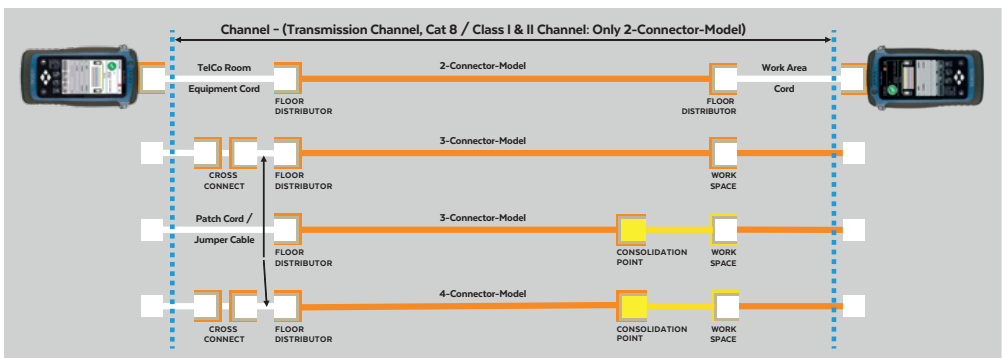 Channel – (Transmission Channel, Cat 8 / Class I & II Channel: Only 2-Connector-Model)
TelCo Room
Equipment Cord
2-Connector-Model
Work Area
Cord
FLOOR
DISTRIBUTOR
FLOOR
DISTRIBUTOR
3-Connector-Model
CROSS
CONNECT
FLOOR
DISTRIBUTOR
WORK
SPACE
Patch Cord /
Jumper Cable
3-Connector-Model
FLOOR
DISTRIBUTOR
CONSOLIDATION
POINT
WORK
SPACE
4-Connector-Model
CROSS
CONNECT
FLOOR
DISTRIBUTOR
CONSOLIDATION
POINT
WORK
SPACE